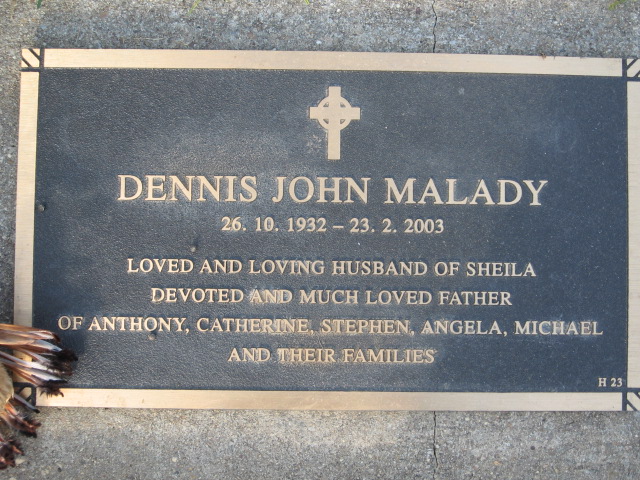 DENNIS JOHN MALADY
26. 10. 1932 – 23. 2. 2003
LOVED AND LOVING HUSBAND OF SHEILA
DEVOTED AND MUCH LOVED FATHER
OF ANTHONY, CATHERINE, STEPHEN, ANGELA, MICHAEL
AND THEIR FAMILIES
H 23